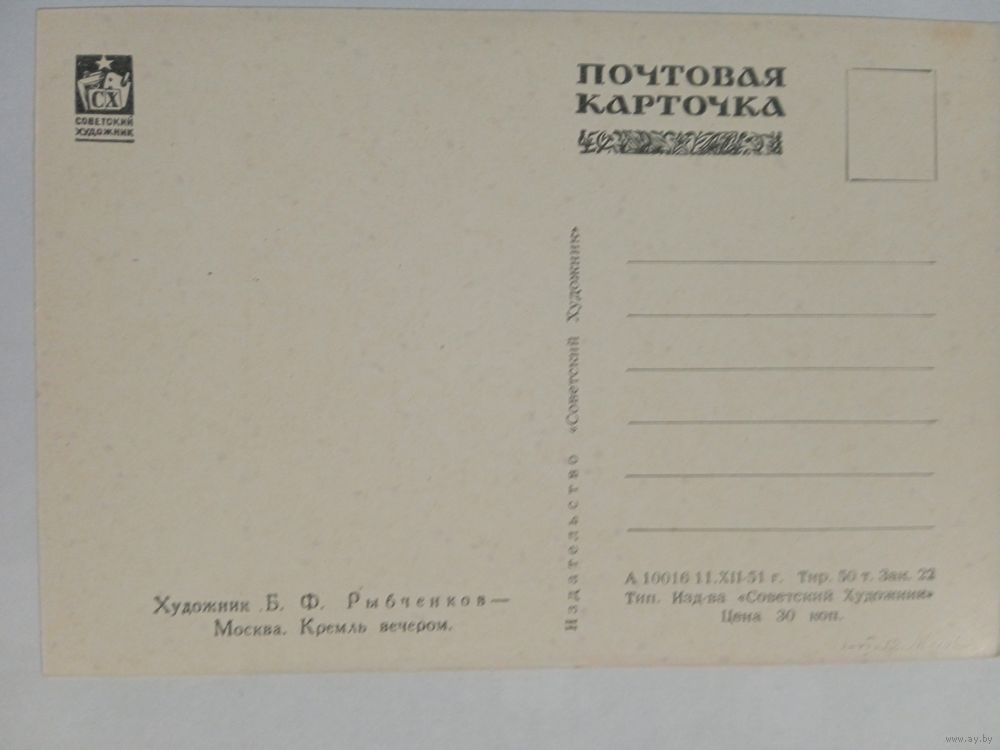 СХ
СОВЕТСКИЙ
ХУДОЖНИК
ПОЧТОВАЯ
КАРТОЧКА
Издательство «Советский Художник»
Художник Б. Ф. Рыбченков—
Москва. Кремль вечером.
А 10016 11.XII-51 г. Тир. 50 т. Зак. 22
Тип. Изд-ва «Советский Художник»
Цена 30 коп.
www.ay.by